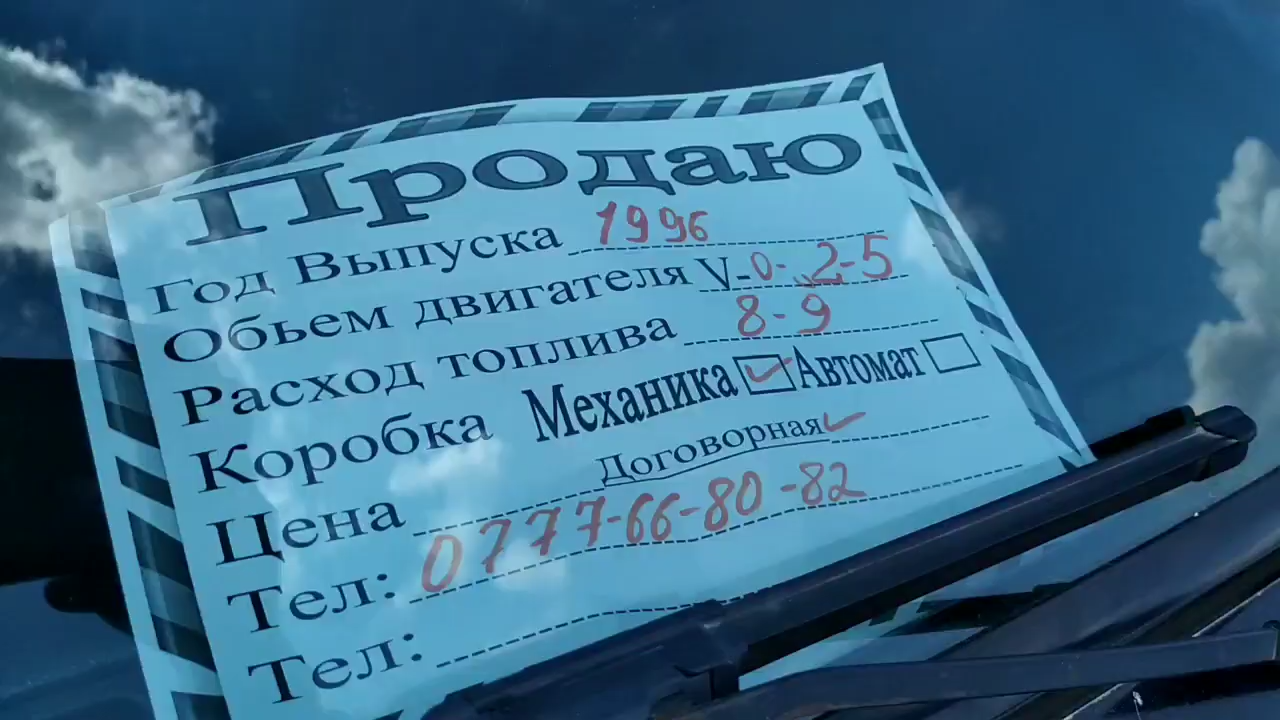 Продаю
Год Выпуска 1996
Обьем двигателя V-0-2-5
Расход топлива 8-9
Коробка Механика Автомат
Цена Договорная
Тел: 0777-66-80-82
Тел: